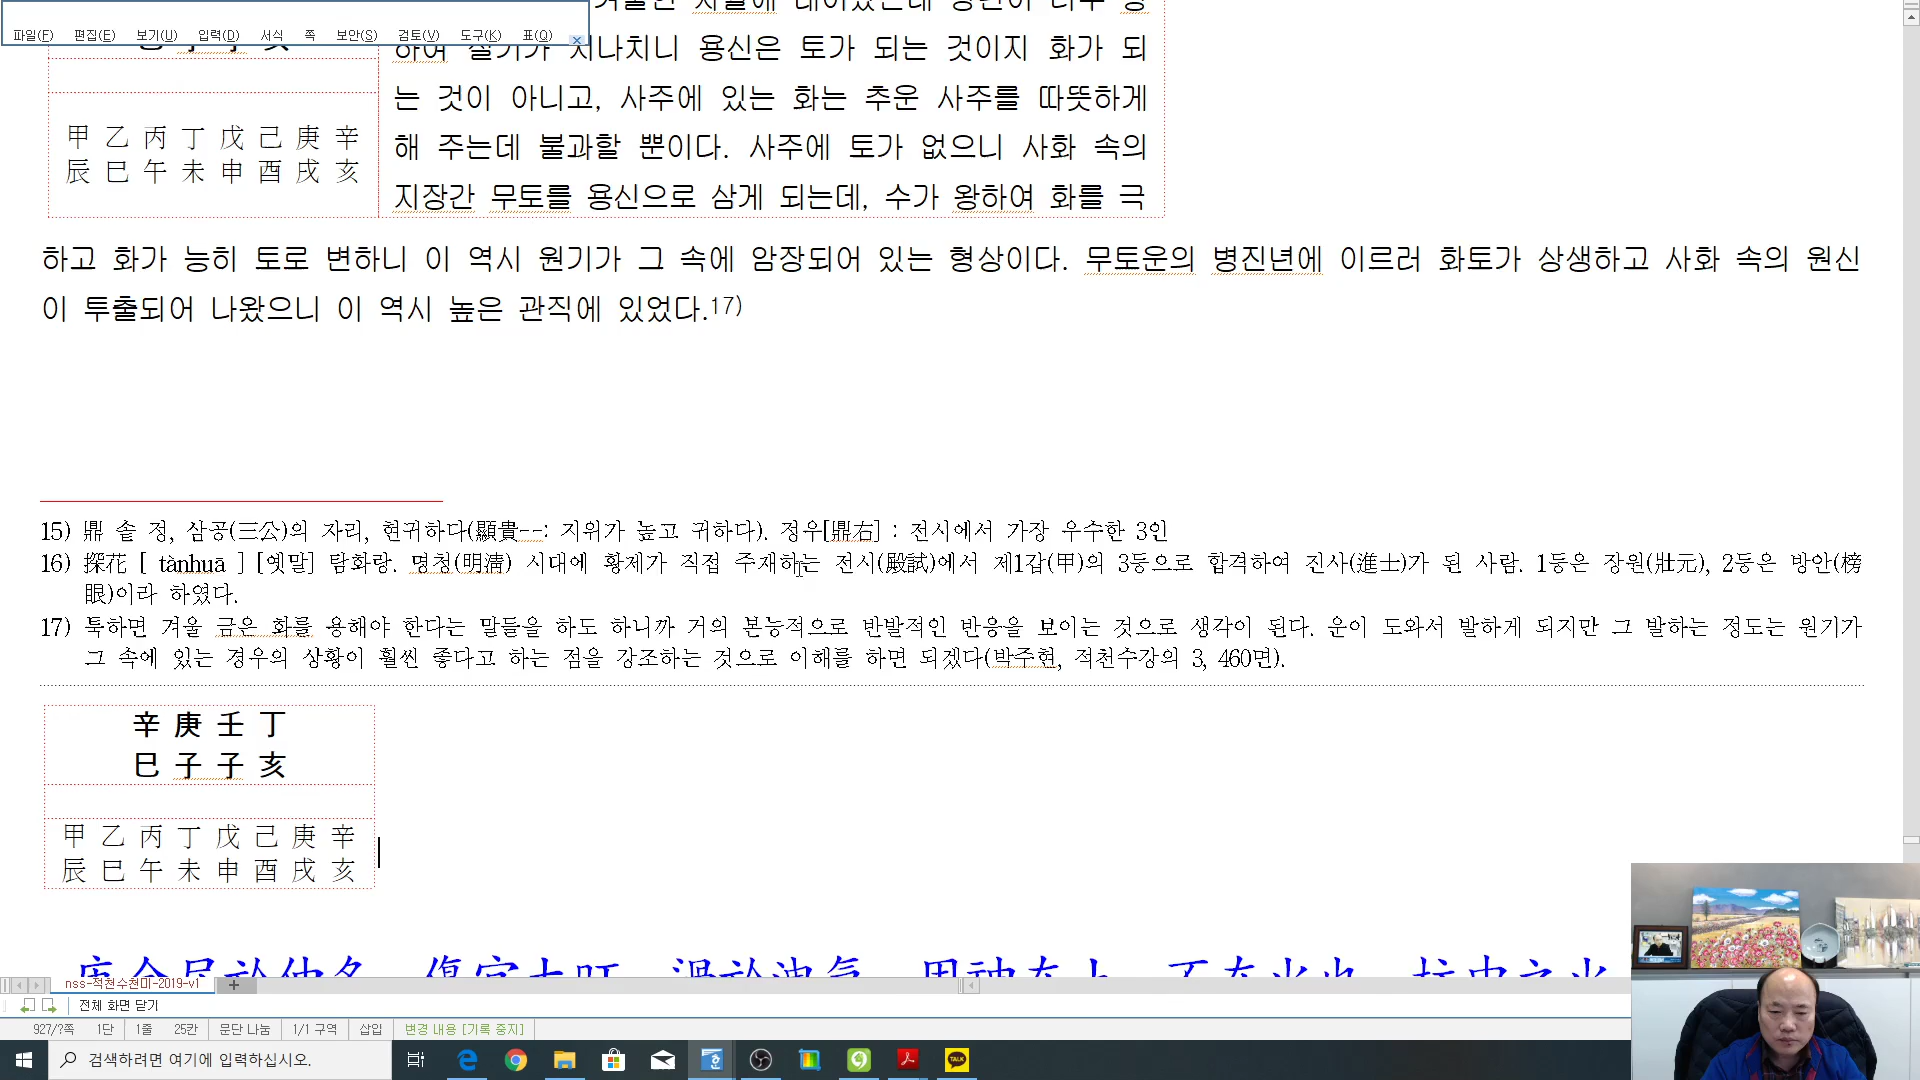 파일(F) 편집(E) 보기(U) 입력(D) 서식 쪽 보안(S) 검토(V) 도구(K) 표(Q)
하여 설기가 지나치니 용신은 토가 되는 것이지 화가 되
는 것이 아니고, 사주에 있는 화는 추운 사주를 따뜻하게
甲 乙 丙 丁 戊 己 庚 辛
해 주는데 불과할 뿐이다. 사주에 토가 없으니 사화 속의
辰 巳 午 未 申 酉 戌 亥
지장간 무토를 용신으로 삼게 되는데, 수가 왕하여 화를 극
하고 화가 능히 토로 변하니 이 역시 원기가 그 속에 암장되어 있는 형상이다. 무토운의 병진년에 이르러 화토가 상생하고 사화 속의 원신
이 투출되어 나왔으니 이 역시 높은 관직에 있었다.17)
15) 鼎 솥 정, 삼공(三公)의 자리, 현귀하다(顯貴--: 지위가 높고 귀하다). 정우[鼎右] : 전시에서 가장 우수한 3인
16) 探花 [ tànhuā ] [옛말] 탐화랑. 명청(明清) 시대에 황제가 직접 주재하는 전시(殿試)에서 제1갑(甲)의 3등으로 합격하여 진사(進士)가 된 사람. 1등은 장원(壯元), 2등은 방안(榜
眼)이라 하였다.
17) 툭하면 겨울 금은 화를 용해야 한다는 말들을 하도 하니까 거의 본능적으로 반발적인 반응을 보이는 것으로 생각이 된다. 운이 도와서 발하게 되지만 그 발하는 정도는 원기가
그 속에 있는 경우의 상황이 훨씬 좋다고 하는 점을 강조하는 것으로 이해를 하면 되겠다(박주현, 적천수강의 3, 460면).
辛 庚 壬 丁
巳 子 子 亥
甲 乙 丙 丁 戊 己 庚 辛
辰 巳 午 未 申 酉 戌 亥
nss-적천수천미-2019-v1
전체 화면 닫기
927/?쪽 1단 1줄 25칸 문단 나눔 1/1 구역 삽입 변경 내용 [기록 중지]
검색하려면 여기에 입력하십시오.
TALK